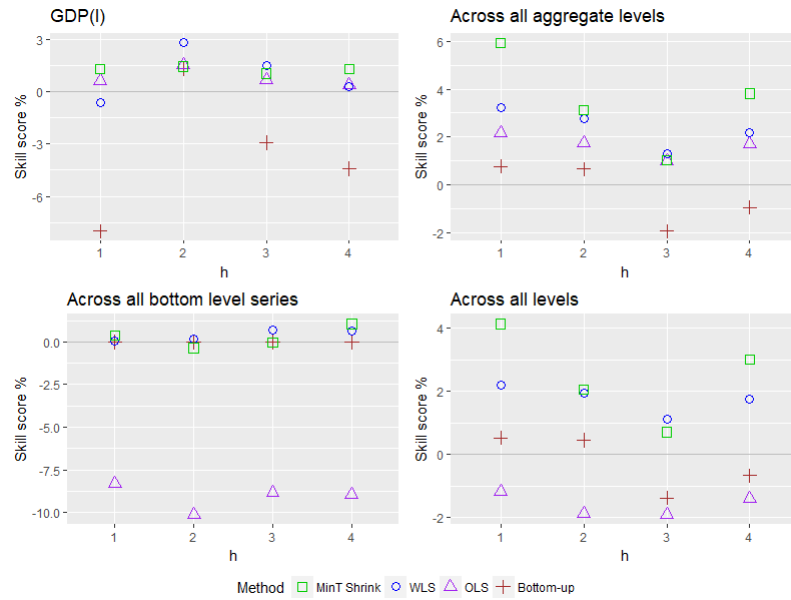 GDP(I)
Skill score %
3
0
-3
-6
1 2 3 4
h
Across all aggregate levels
Skill score %
6
4
2
0
-2
1 2 3 4
h
Across all bottom level series
Skill score %
0.0
-2.5
-5.0
-7.5
-10.0
1 2 3 4
h
Across all levels
Skill score %
4
2
0
-2
1 2 3 4
h
Method MinT Shrink WLS OLS Bottom-up